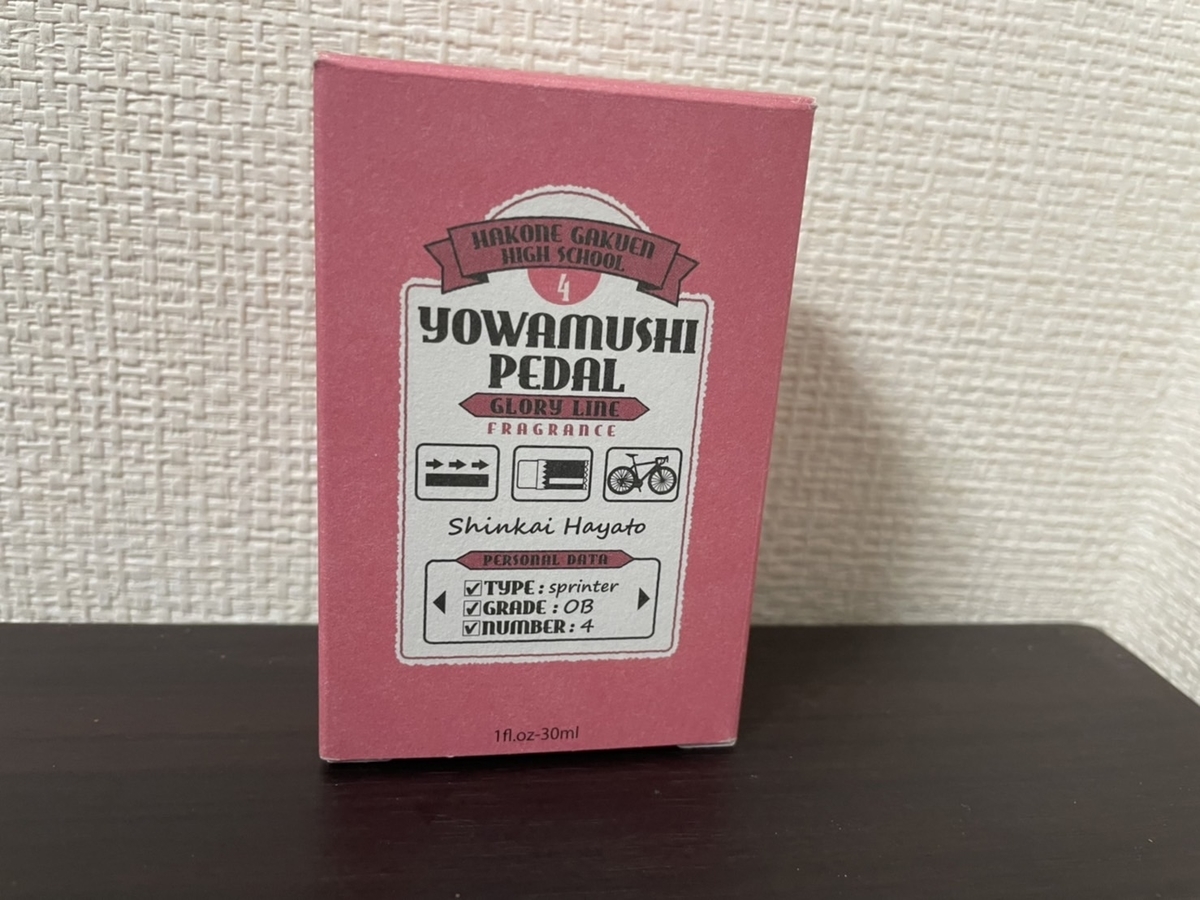 HAKONE GAKUEN
HIGH SCHOOL
4
YOWAMUSHI
PEDAL
GLORY LINE
FRAGRANCE
Shinkai Hayato
PERSONAL DATA
TYPE : sprinter
GRADE : OB
NUMBER : 4
1fl.oz-30ml